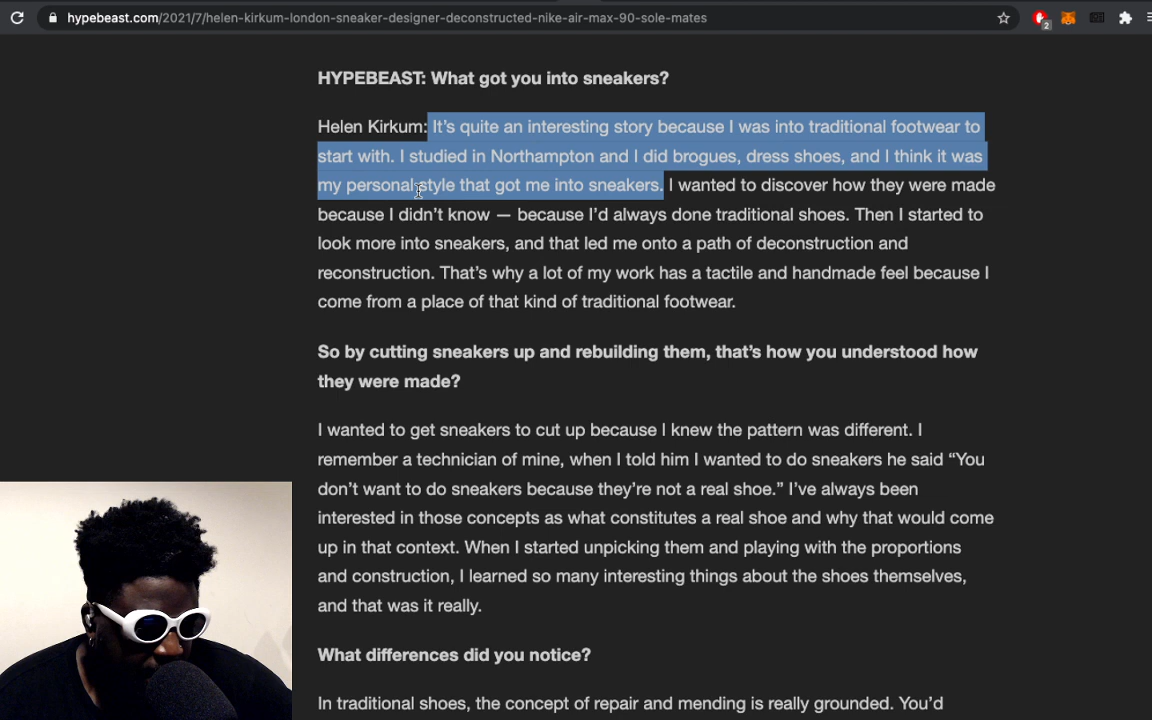 hypebeast.com/2021/7/helen-kirkum-london-sneaker-designer-deconstructed-nike-air-max-90-sole-mates
2
HYPEBEAST: What got you into sneakers?
Helen Kirkum: It’s quite an interesting story because I was into traditional footwear to
start with. I studied in Northampton and I did brogues, dress shoes, and I think it was
my personal style that got me into sneakers. I wanted to discover how they were made
because I didn’t know — because I’d always done traditional shoes. Then I started to
look more into sneakers, and that led me onto a path of deconstruction and
reconstruction. That’s why a lot of my work has a tactile and handmade feel because I
come from a place of that kind of traditional footwear.
So by cutting sneakers up and rebuilding them, that’s how you understood how
they were made?
I wanted to get sneakers to cut up because I knew the pattern was different. I
remember a technician of mine, when I told him I wanted to do sneakers he said “You
don’t want to do sneakers because they’re not a real shoe.” I’ve always been
interested in those concepts as what constitutes a real shoe and why that would come
up in that context. When I started unpicking them and playing with the proportions
and construction, I learned so many interesting things about the shoes themselves,
and that was it really.
What differences did you notice?
In traditional shoes, the concept of repair and mending is really grounded. You’d